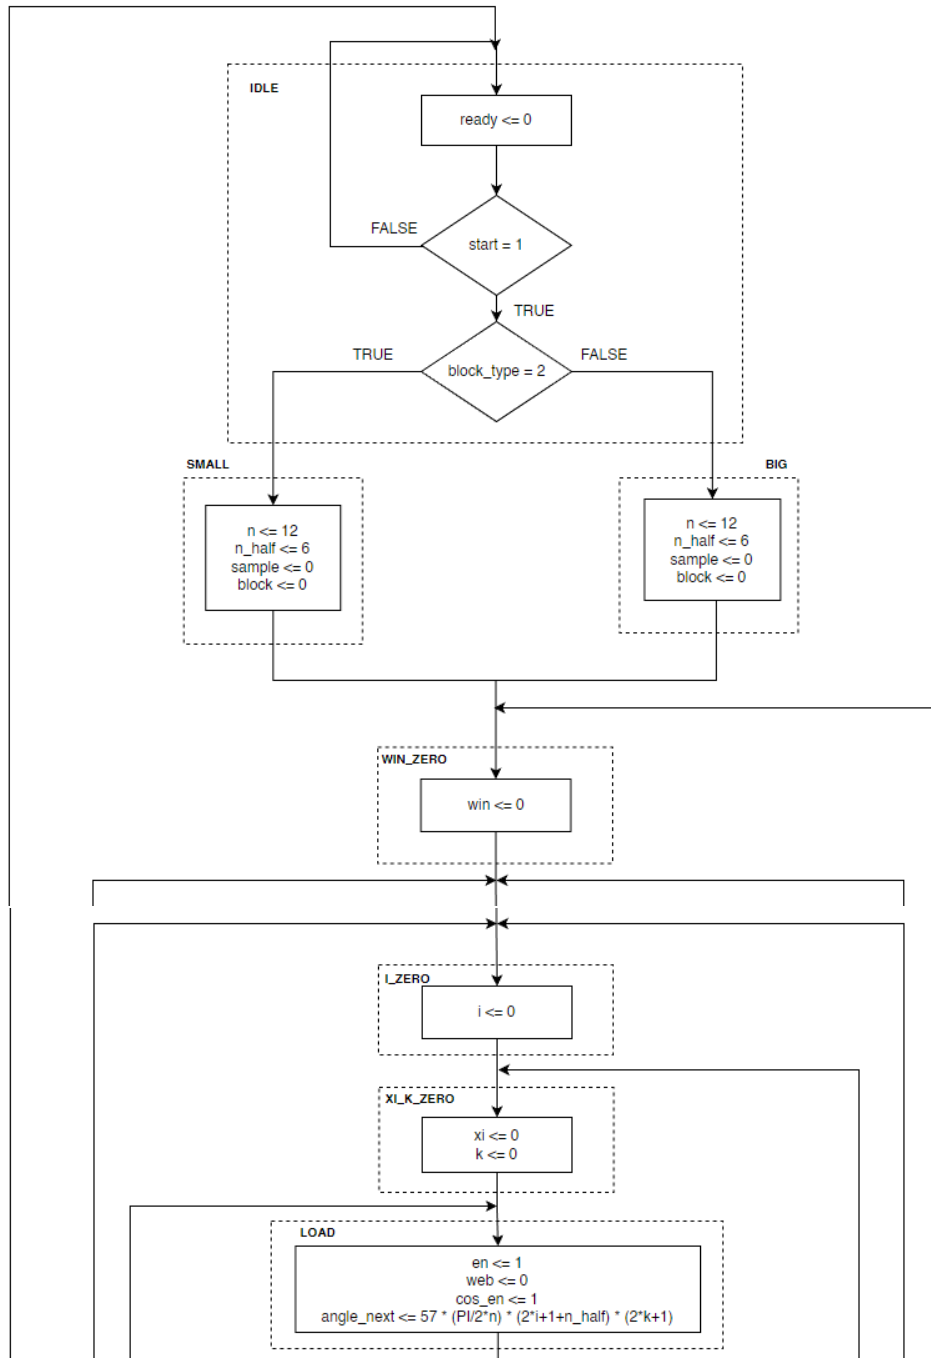 IDLE
ready <= 0
FALSE
start = 1
TRUE
TRUE
FALSE
block_type = 2
SMALL
BIG
n <= 12
n_half <= 6
sample <= 0
block <= 0
n <= 12
n_half <= 6
sample <= 0
block <= 0
WIN_ZERO
win <= 0
I_ZERO
i <= 0
XI_K_ZERO
xi <= 0
k <= 0
LOAD
en <= 1
web <= 0
cos_en <= 1
angle_next <= 57 * (PI/2*n) * (2*i+1+n_half) * (2*k+1)